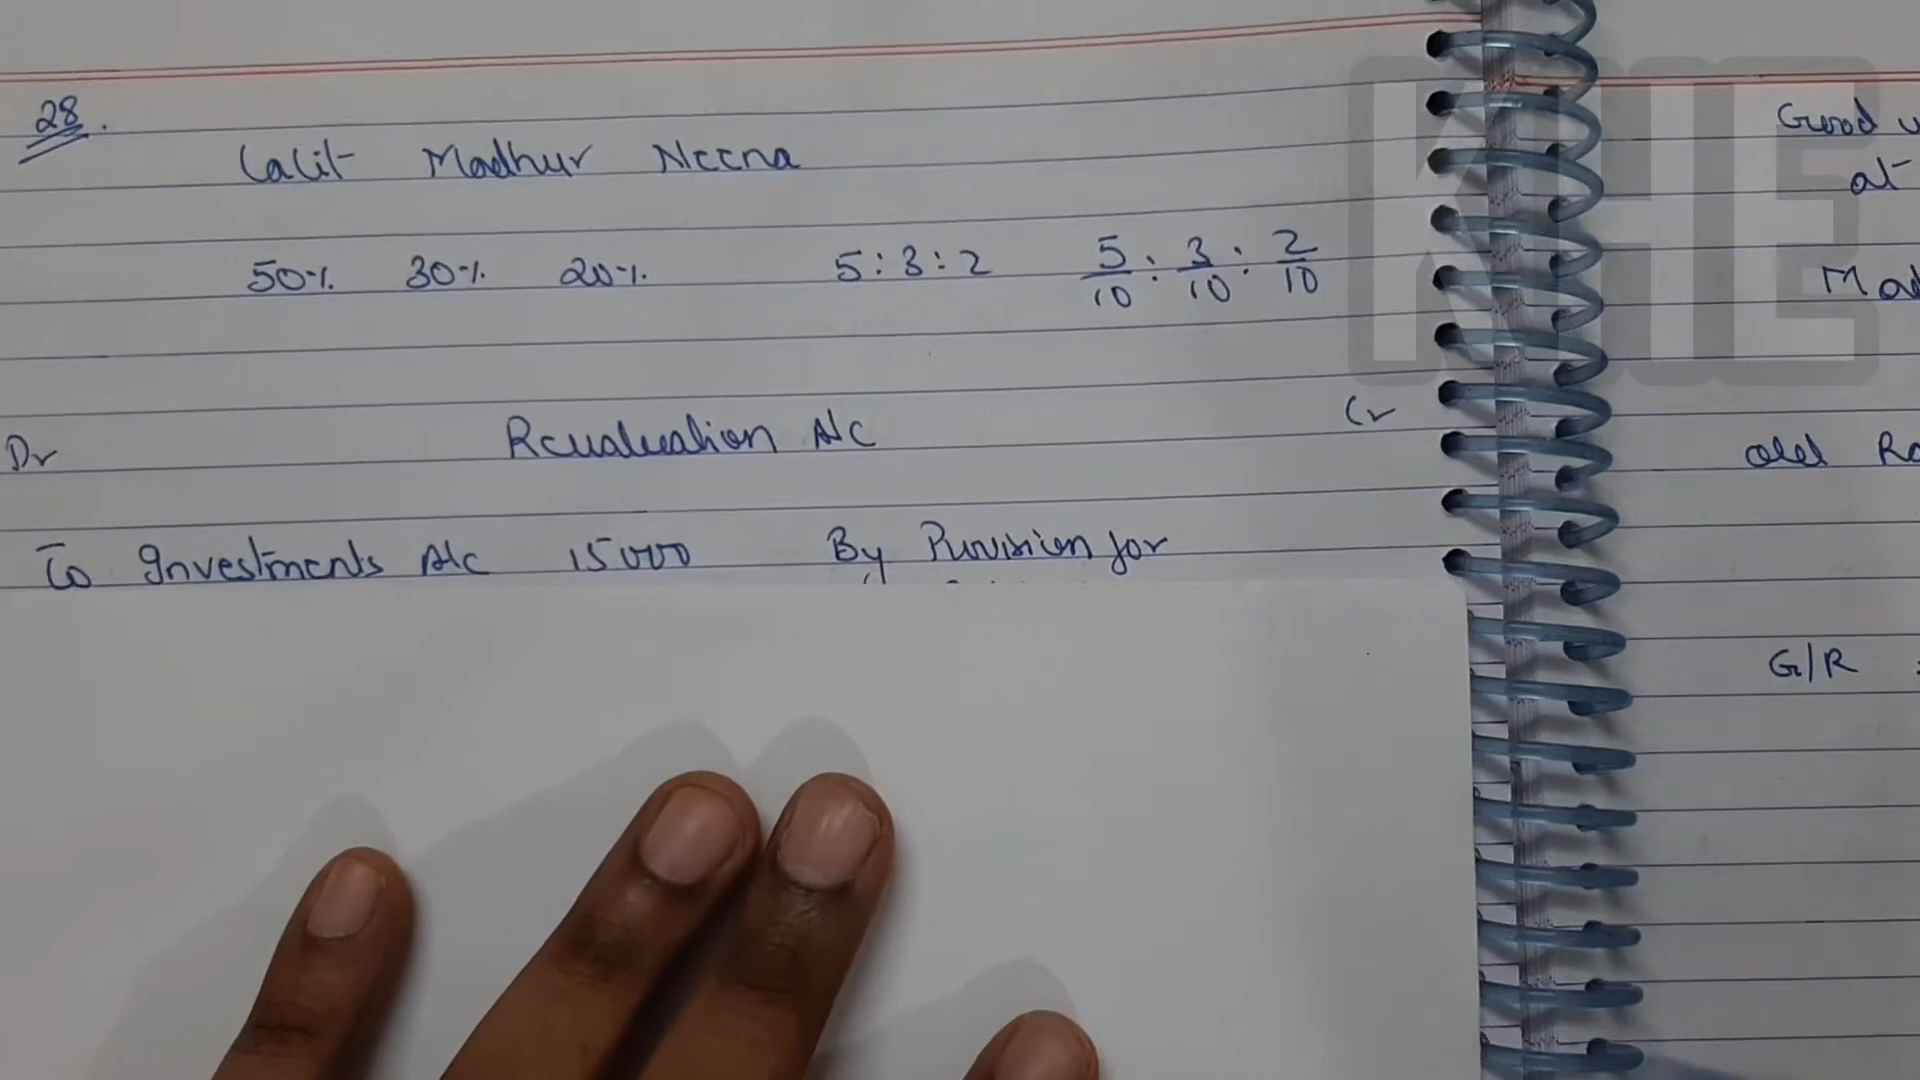 28.
Lalit Madhur Neena
50% 30% 20% 5:3:2 5/10 : 3/10 : 2/10
Dr Revaluation A/c Cr
To Investments A/c 15000 By Provision for
Good
at
old
G/R
KHE